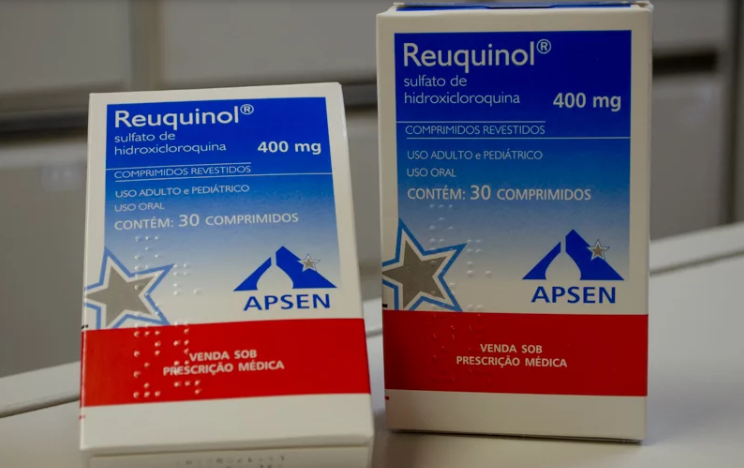 Reuquinol®
sulfato de
hidroxicloroquina
400 mg
COMPRIMIDOS REVESTIDOS
USO ADULTO e PEDIÁTRICO
USO ORAL
CONTÉM: 30 COMPRIMIDOS
APSEN
VENDA SOB
PRESCRIÇÃO MÉDICA
Reuquinol®
sulfato de
hidroxicloroquina
400 mg
COMPRIMIDOS REVESTIDOS
USO ADULTO e PEDIÁTRICO
USO ORAL
CONTÉM: 30 COMPRIMIDOS
APSEN
VENDA SOB
PRESCRIÇÃO MÉDICA